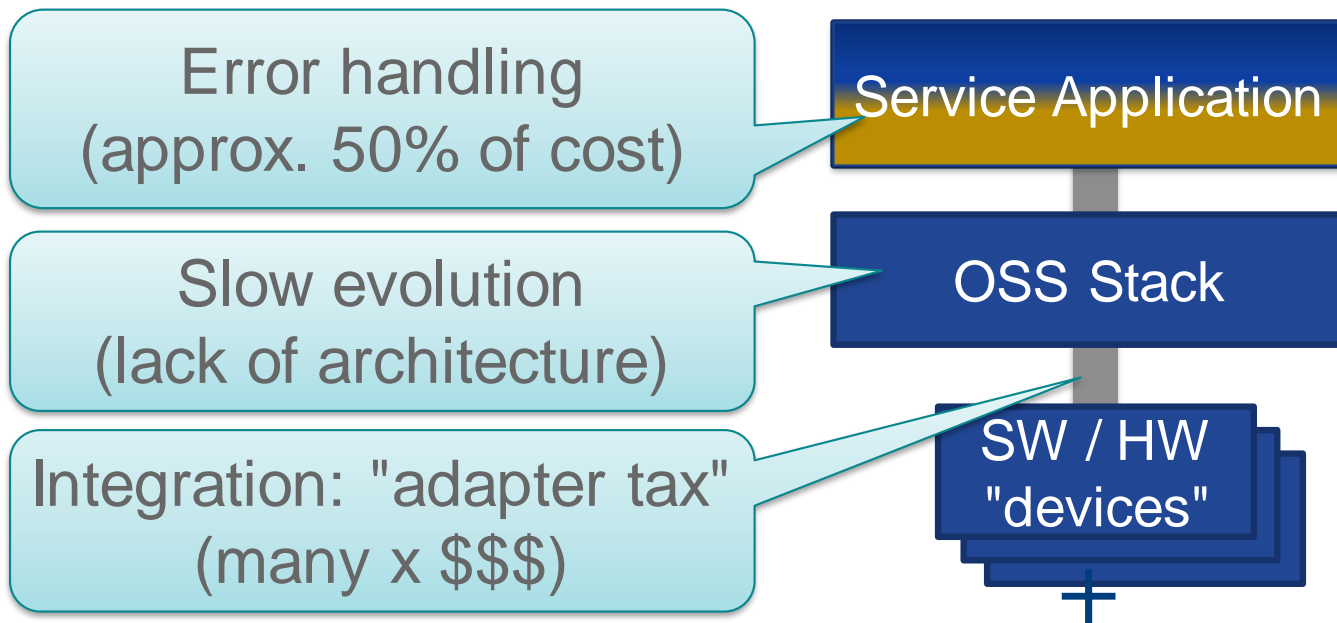 Error handling
(approx. 50% of cost)
Service Application
Slow evolution
(lack of architecture)
OSS Stack
Integration: "adapter tax"
(many x $$$)
SW / HW
"devices"